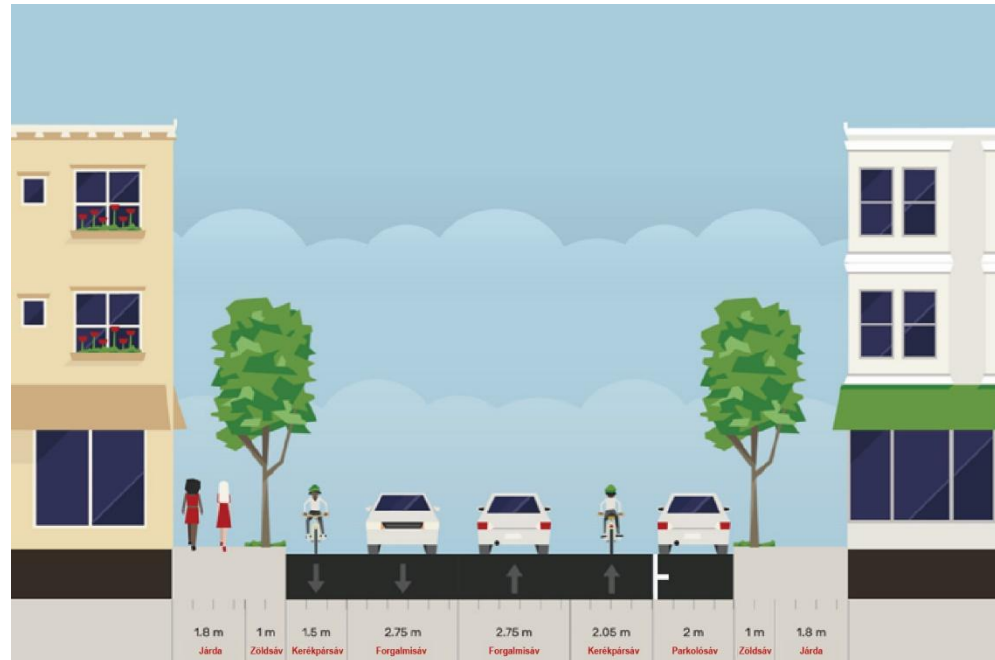 1.8 m
1 m
1.5 m
2.75 m
2.75 m
2.05 m
2 m
1 m
1.8 m
Járda
Zöldsáv
Kerékpársáv
Forgalmisáv
Forgalmisáv
Kerékpársáv
Parkolósáv
Zöldsáv
Járda